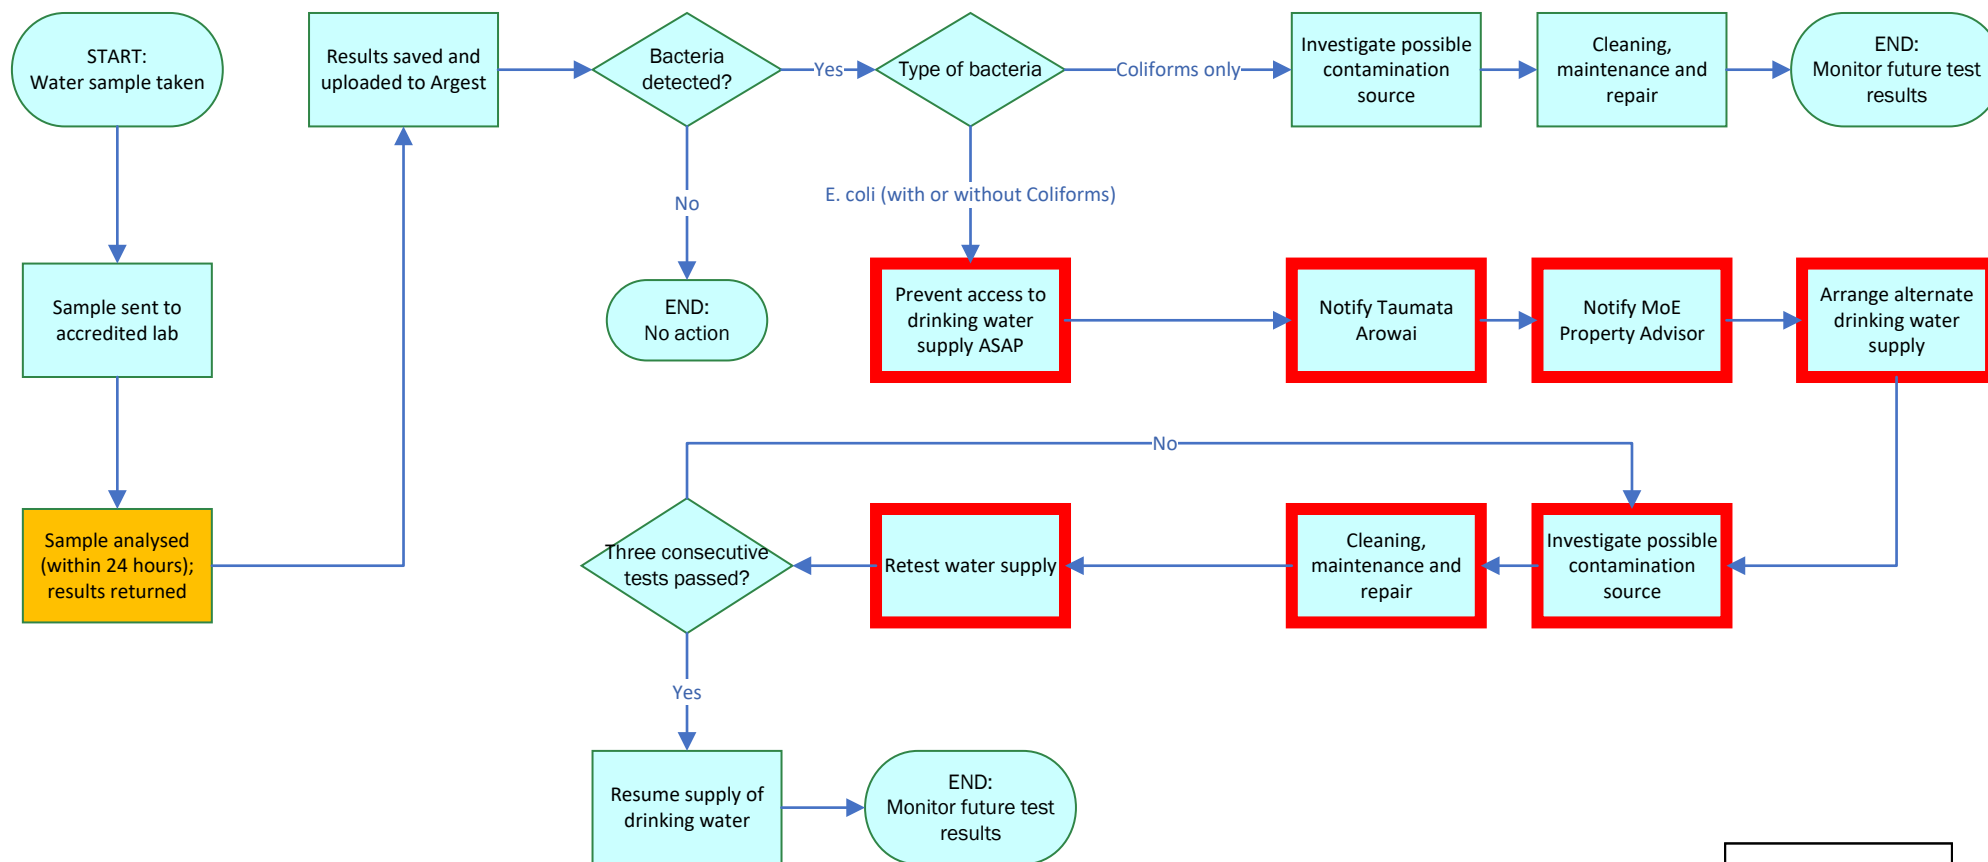 START:
Water sample taken
Results saved and
uploaded to Argest
Bacteria
detected?
Yes
Type of bacteria
Coliforms only
Investigate possible
contamination
source
Cleaning,
maintenance and
repair
END:
Monitor future test
results
No
E. coli (with or without Coliforms)
Sample sent to
accredited lab
END:
No action
Prevent access to
drinking water
supply ASAP
Notify Taumata
Arowai
Notify MoE
Property Advisor
Arrange alternate
drinking water
supply
No
Sample analysed
(within 24 hours);
results returned
Three consecutive
tests passed?
Retest water supply
Cleaning,
maintenance and
repair
Investigate possible
contamination
source
Yes
Resume supply of
drinking water
END:
Monitor future test
results